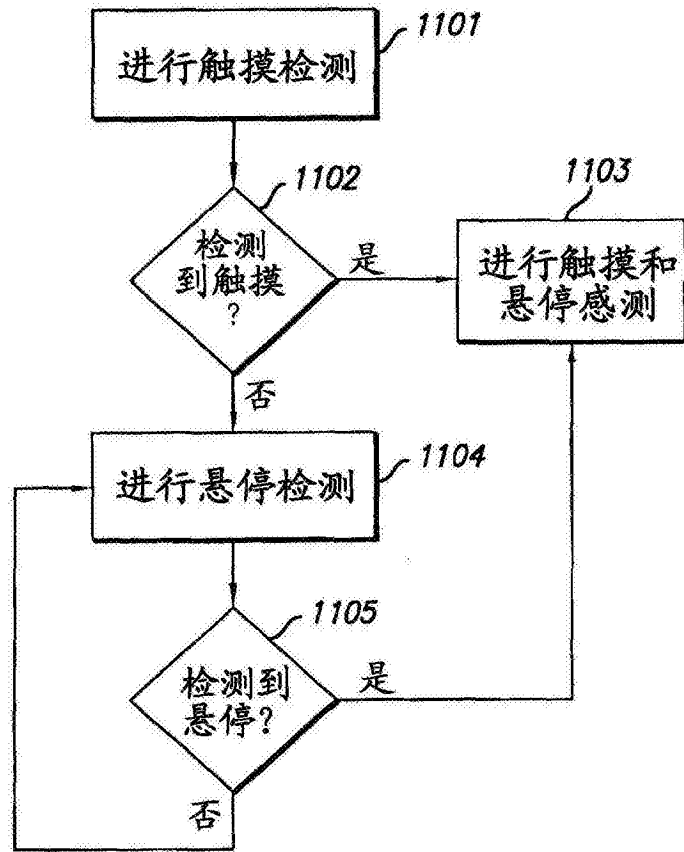 1101
进行触摸检测
1102
检测
到触摸
?
是
1103
进行触摸和
悬停感测
否
1104
进行悬停检测
1105
检测到
悬停?
是
否